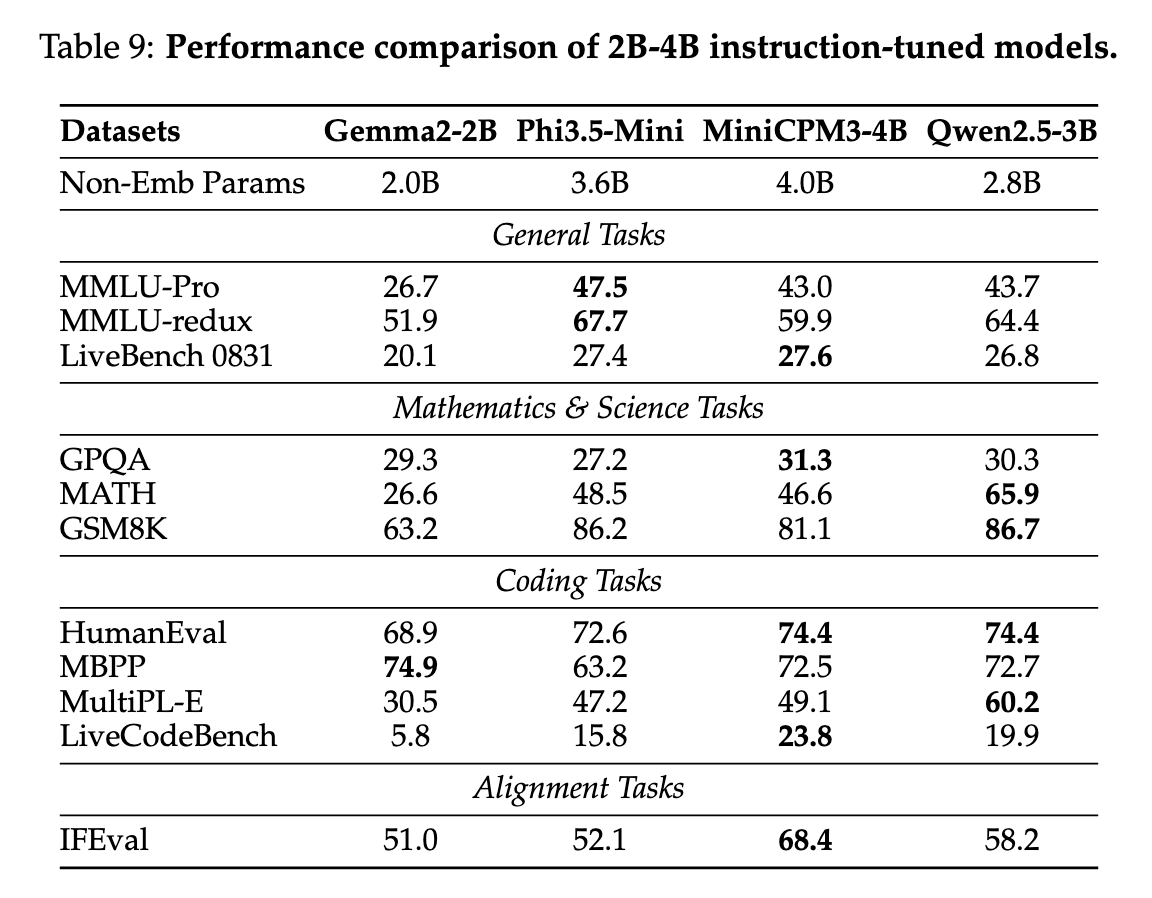 Table 9: Performance comparison of 2B-4B instruction-tuned models.
Datasets Gemma2-2B Phi3.5-Mini MiniCPM3-4B Qwen2.5-3B
Non-Emb Params 2.0B 3.6B 4.0B 2.8B
General Tasks
MMLU-Pro 26.7 47.5 43.0 43.7
MMLU-redux 51.9 67.7 59.9 64.4
LiveBench 0831 20.1 27.4 27.6 26.8
Mathematics & Science Tasks
GPQA 29.3 27.2 31.3 30.3
MATH 26.6 48.5 46.6 65.9
GSM8K 63.2 86.2 81.1 86.7
Coding Tasks
HumanEval 68.9 72.6 74.4 74.4
MBPP 74.9 63.2 72.5 72.7
MultiPL-E 30.5 47.2 49.1 60.2
LiveCodeBench 5.8 15.8 23.8 19.9
Alignment Tasks
IFEval 51.0 52.1 68.4 58.2